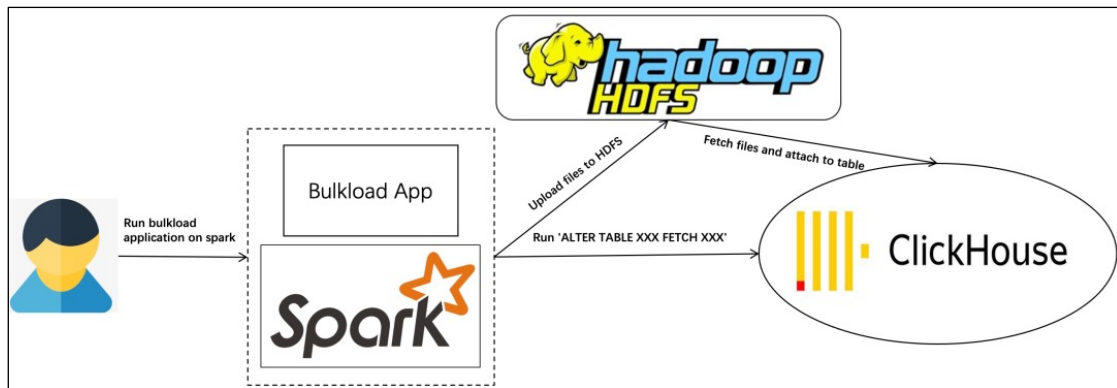 hadoop
HDFS
Fetch files and attach to table
Upload files to HDFS
Bulkload App
Run bulkload
application on spark
Run 'ALTER TABLE XXX FETCH XXX'
ClickHouse
Spark